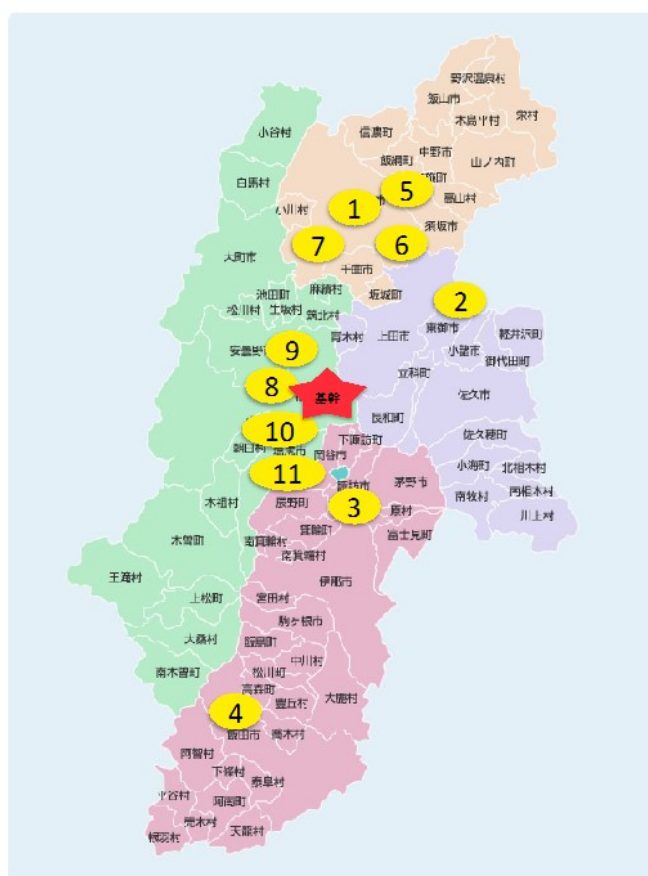 野沢温泉村
飯山市
木島平村
栄村
小谷村
信濃町
飯綱町
中野市
山ノ内町
白馬村
5
高山村
小川村
1
須坂市
7
6
大町市
千曲市
坂城町
2
池田町
麻績村
松川村
生坂村
筑北村
青木村
上田市
東御市
軽井沢町
小諸市
御代田町
9
立科町
8
基幹
佐久市
長和町
10
下諏訪町
佐久穂町
朝日村
岡谷市
11
小海町
北相木村
茅野市
辰野町
3
原村
南牧村
南相木村
川上村
木祖村
箕輪町
富士見町
木曽町
南箕輪村
伊那市
王滝村
上松町
宮田村
駒ヶ根市
大桑村
飯島町
中川村
南木曽町
松川町
高森町
大鹿村
豊丘村
4
飯田市
喬木村
阿智村
下條村
泰阜村
平谷村
阿南町
売木村
天龍村
根羽村